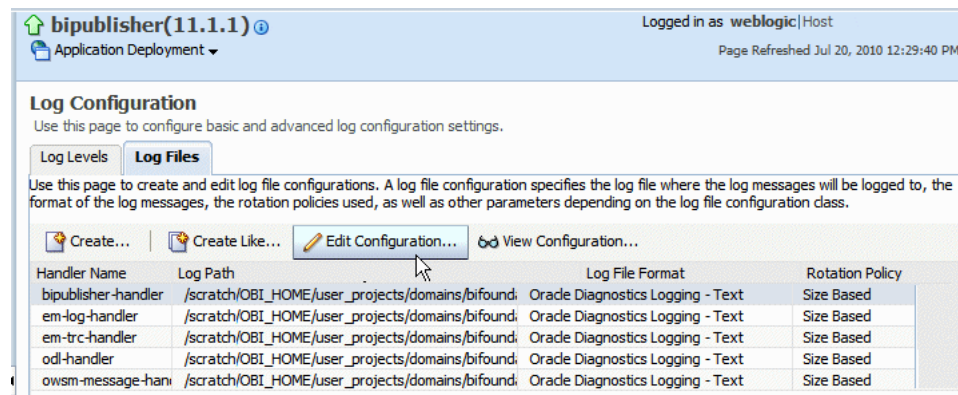 bipublisher(11.1.1)
Logged in as weblogic|Host
Application Deployment
Page Refreshed Jul 20, 2010 12:29:40 PM
Log Configuration
Use this page to configure basic and advanced log configuration settings.
Log Levels Log Files
Use this page to create and edit log file configurations. A log file configuration specifies the log file where the log messages will be logged to, the
format of the log messages, the rotation policies used, as well as other parameters depending on the log file configuration class.
Create... Create Like... Edit Configuration... View Configuration...
Handler Name Log Path Log File Format Rotation Policy
bipublisher-handler /scratch/OBI_HOME/user_projects/domains/bifounda Oracle Diagnostics Logging - Text Size Based
em-log-handler /scratch/OBI_HOME/user_projects/domains/bifounda Oracle Diagnostics Logging - Text Size Based
em-trc-handler /scratch/OBI_HOME/user_projects/domains/bifounda Oracle Diagnostics Logging - Text Size Based
odl-handler /scratch/OBI_HOME/user_projects/domains/bifounda Oracle Diagnostics Logging - Text Size Based
owsm-message-han /scratch/OBI_HOME/user_projects/domains/bifounda Oracle Diagnostics Logging - Text Size Based